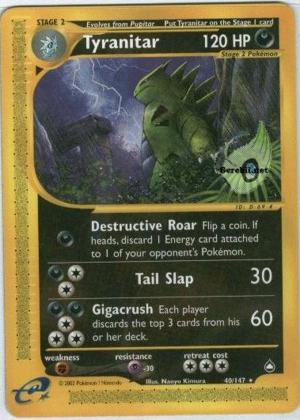 STAGE 2
Evolves from Pupitar
Put Tyranitar on the Stage 1 card
Tyranitar 120 HP
Stage 2 Pokémon
Serebii.net
Destructive Roar Flip a coin. If
heads, discard 1 Energy card attached
to 1 of your opponent's Pokémon.
Tail Slap 30
Gigacrush Each player
discards the top 3 cards from his
or her deck.
60
weakness
resistance
-30
retreat cost
Illus. Naoyo Kimura
©2002 Pokémon / Nintendo
40/147
e